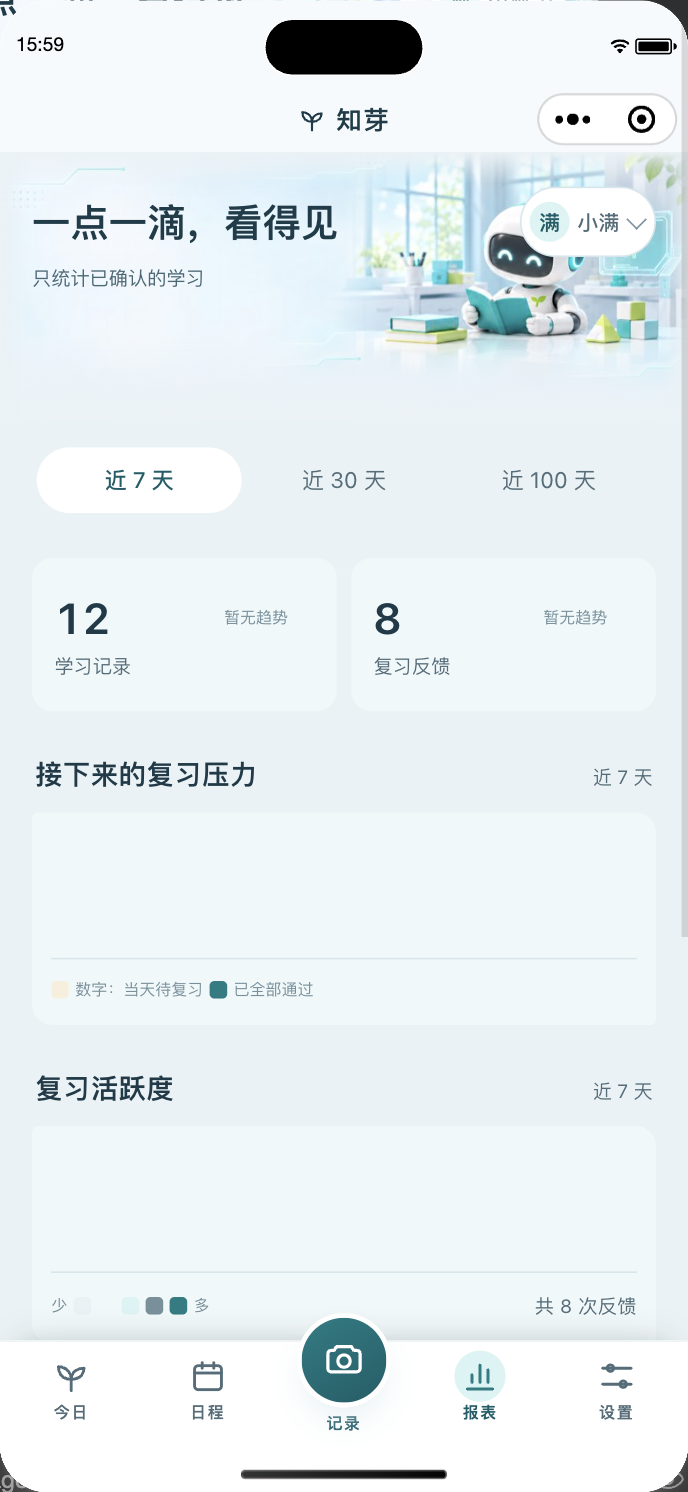 15:59
知芽
一点一滴，看得见
满 小满
只统计已确认的学习
近 7 天 近 30 天 近 100 天
12 暂无趋势 8 暂无趋势
学习记录 复习反馈
接下来的复习压力 近 7 天
数字：当天待复习 已全部通过
复习活跃度 近 7 天
少 多 共 8 次反馈
今日 日程 记录 报表 设置